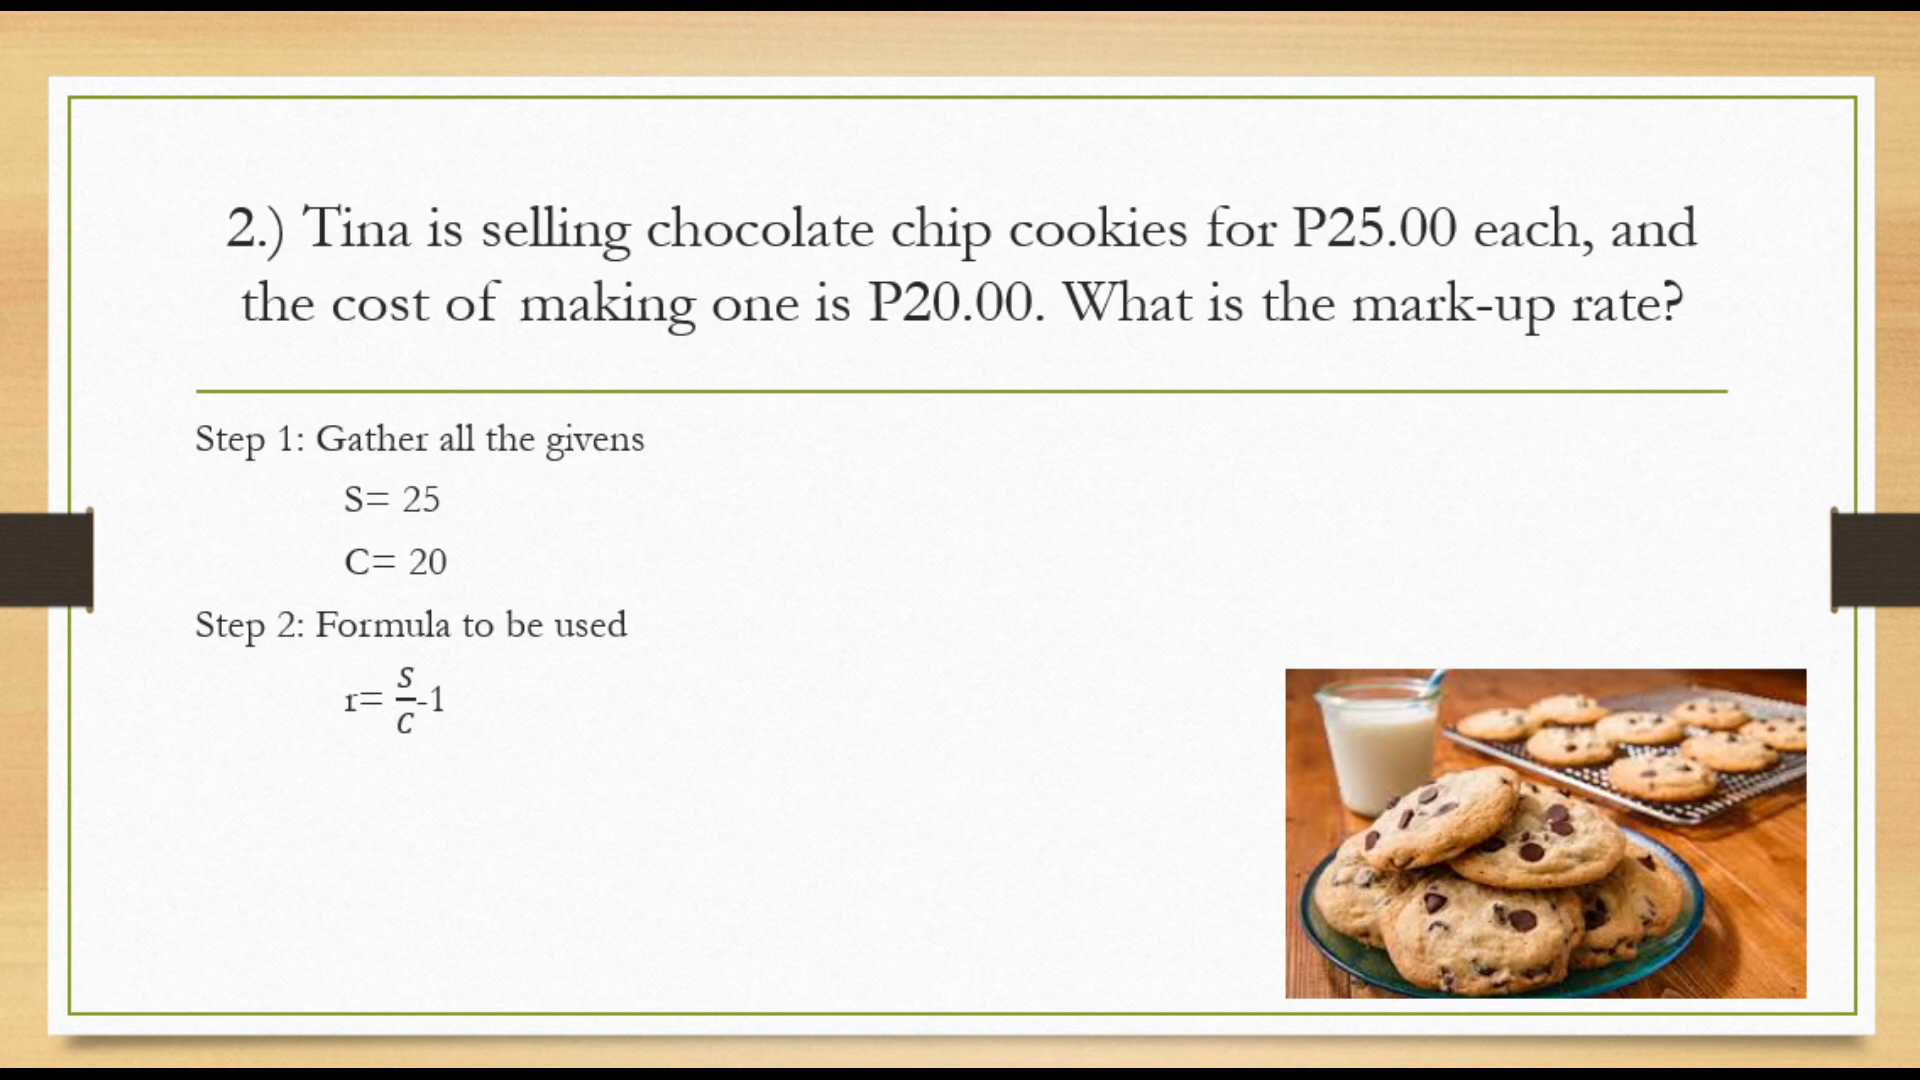 2.) Tina is selling chocolate chip cookies for P25.00 each, and
the cost of making one is P20.00. What is the mark-up rate?
Step 1: Gather all the givens
S= 25
C= 20
Step 2: Formula to be used
r= S/C-1